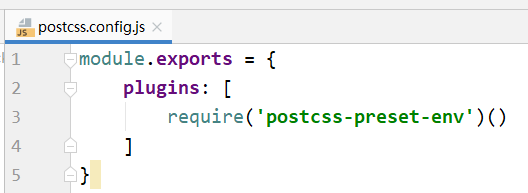 postcss.config.js
1 module.exports = {
2     plugins: [
3         require('postcss-preset-env')()
4     ]
5 }